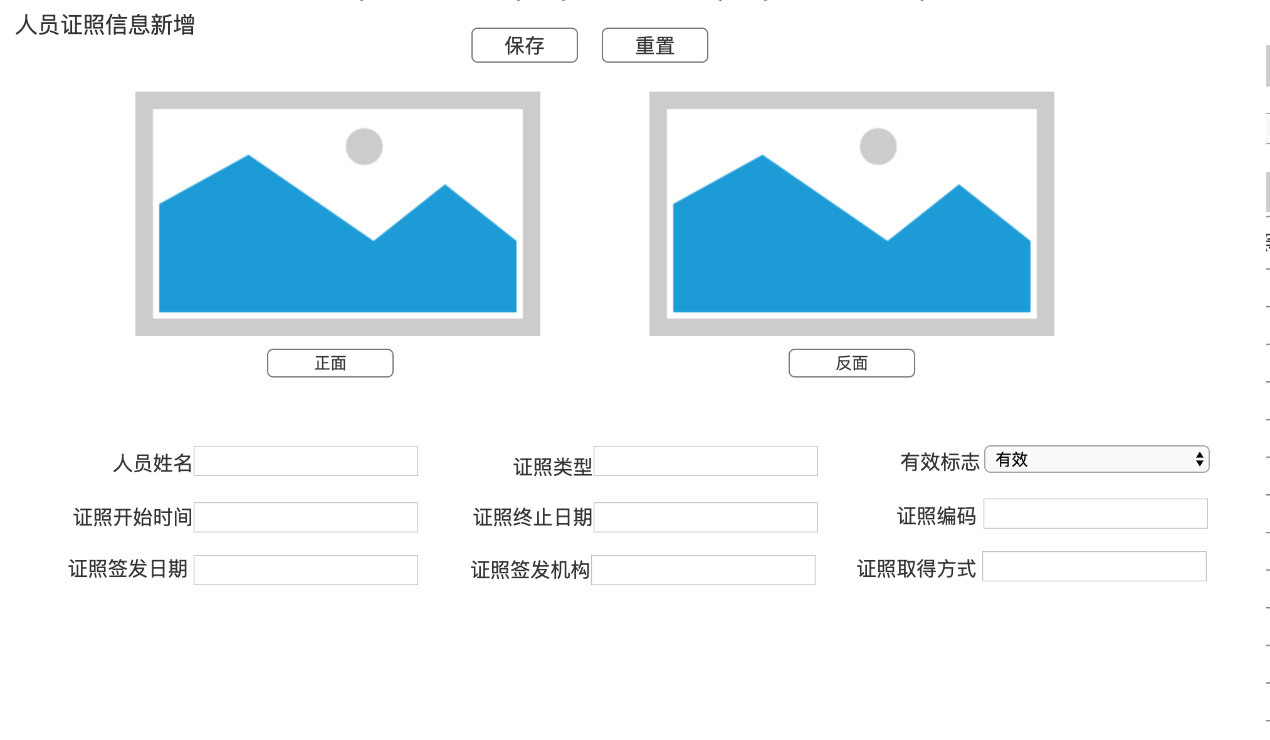 人员证照信息新增
保存 重置
正面 反面
人员姓名 证照类型 有效标志 有效
证照开始时间 证照终止日期 证照编码
证照签发日期 证照签发机构 证照取得方式